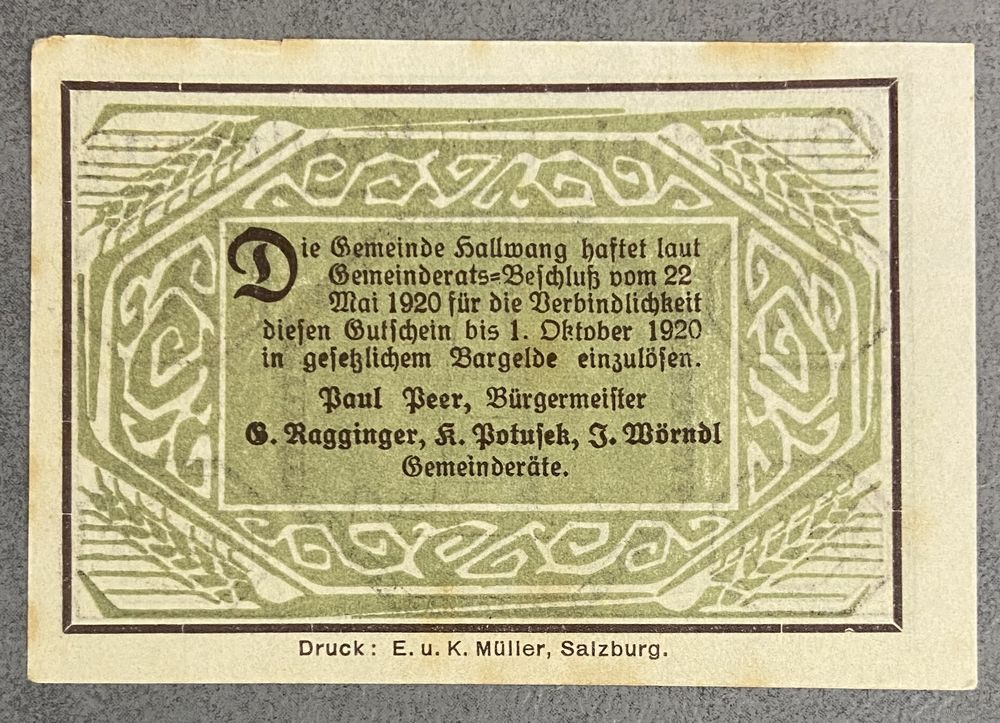 Die Gemeinde Hallwang haftet laut
Gemeinderats=Beschluß vom 22
Mai 1920 für die Verbindlichkeit
diesen Gutschein bis 1. Oktober 1920
in gesetzlichem Bargelde einzulösen.
Paul Peer, Bürgermeister
G. Ragginger, K. Potusek, J. Wörndl
Gemeinderäte.
Druck: E. u. K. Müller, Salzburg.